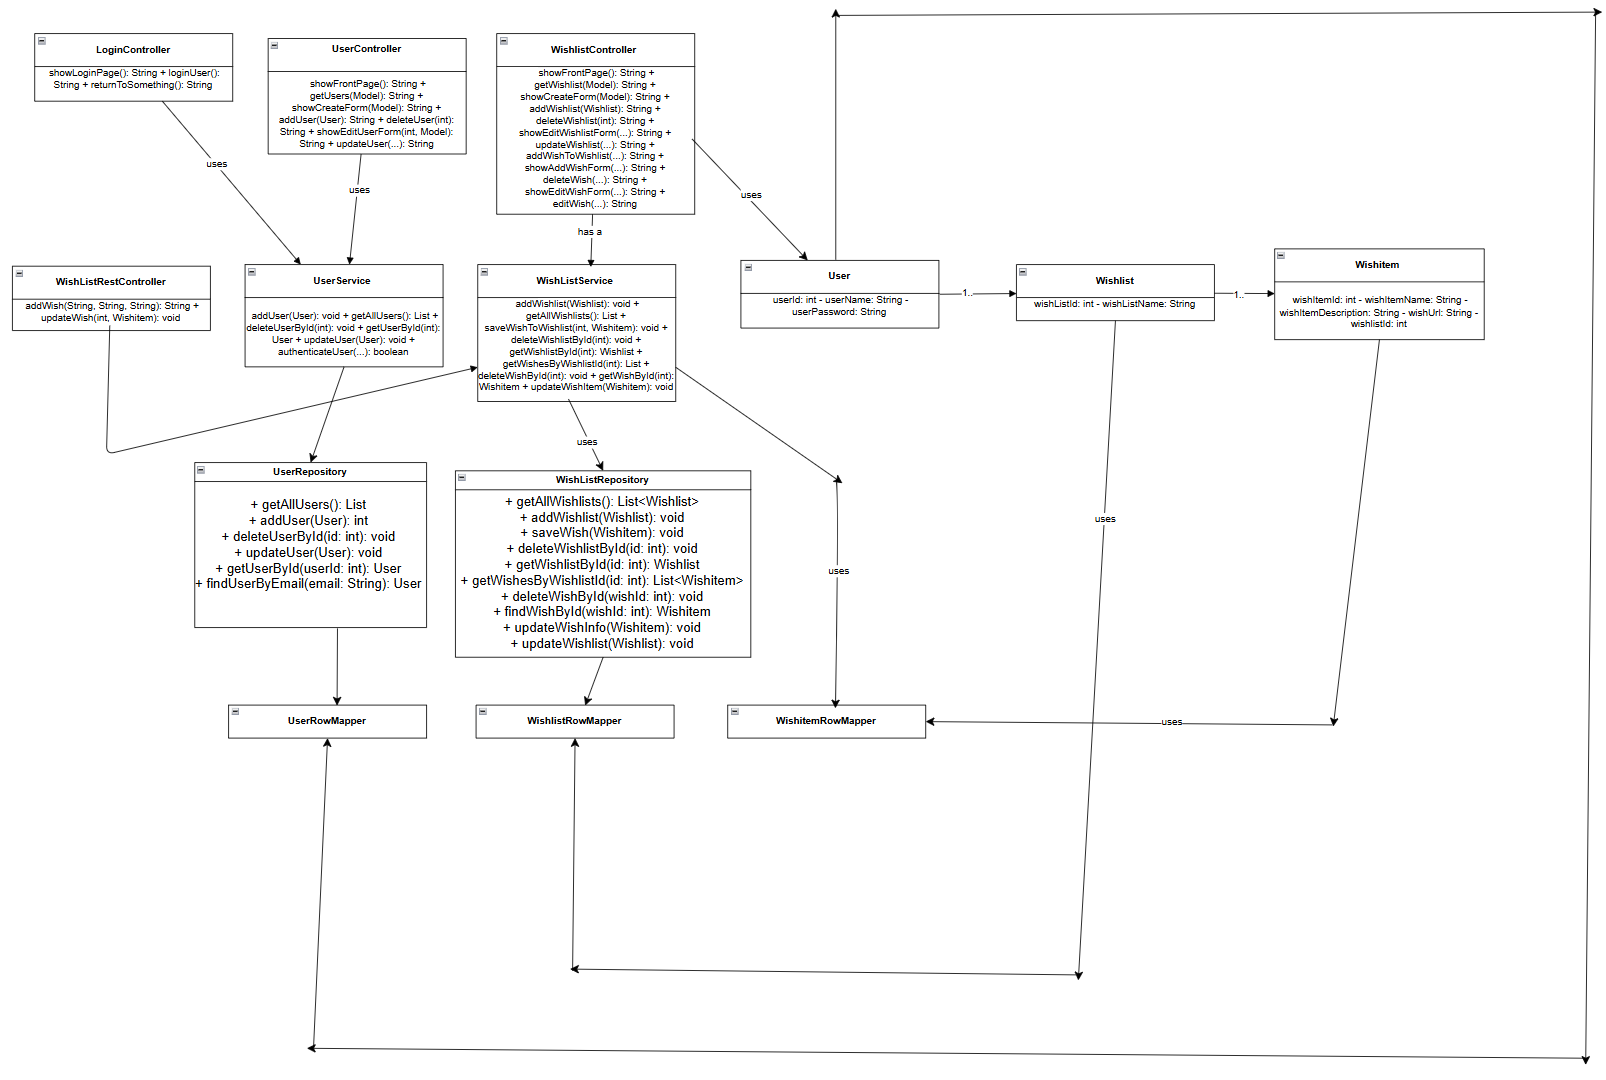 LoginController
showLoginPage(): String + loginUser():
String + returnToSomething(): String
UserController
showFrontPage(): String +
getUsers(Model): String +
showCreateForm(Model): String +
addUser(User): String + deleteUser(int):
String + showEditUserForm(int, Model):
String + updateUser(...): String
WishlistController
showFrontPage(): String +
getWishlist(Model): String +
showCreateForm(Model): String +
addWishlist(Wishlist): String +
deleteWishlist(int): String +
showEditWishlistForm(...): String +
updateWishlist(...): String +
addWishToWishlist(...): String +
showAddWishForm(...): String +
deleteWish(...): String +
showEditWishForm(...): String +
editWish(...): String
uses
uses
uses
has a
WishListRestController
addWish(String, String, String): String +
updateWish(int, Wishitem): void
UserService
addUser(User): void + getAllUsers(): List +
deleteUserById(int): void + getUserById(int):
User + updateUser(User): void +
authenticateUser(...): boolean
WishListService
addWishlist(Wishlist): void +
getAllWishlists(): List +
saveWishToWishlist(int, Wishitem): void +
deleteWishlistById(int): void +
getWishlistById(int): Wishlist +
getWishesByWishlistId(int): List +
deleteWishById(int): void + getWishById(int):
Wishitem + updateWishItem(Wishitem): void
User
userId: int - userName: String -
userPassword: String
1..
Wishlist
wishListId: int - wishListName: String
1..
Wishitem
wishItemId: int - wishItemName: String -
wishItemDescription: String - wishUrl: String -
wishlistId: int
uses
uses
uses
UserRepository
+ getAllUsers(): List
+ addUser(User): int
+ deleteUserById(id: int): void
+ updateUser(User): void
+ getUserById(userId: int): User
+ findUserByEmail(email: String): User
WishListRepository
+ getAllWishlists(): List<Wishlist>
+ addWishlist(Wishlist): void
+ saveWish(Wishitem): void
+ deleteWishlistById(id: int): void
+ getWishlistById(id: int): Wishlist
+ getWishesByWishlistId(id: int): List<Wishitem>
+ deleteWishById(wishId: int): void
+ findWishById(wishId: int): Wishitem
+ updateWishInfo(Wishitem): void
+ updateWishlist(Wishlist): void
UserRowMapper
WishlistRowMapper
WishitemRowMapper
uses